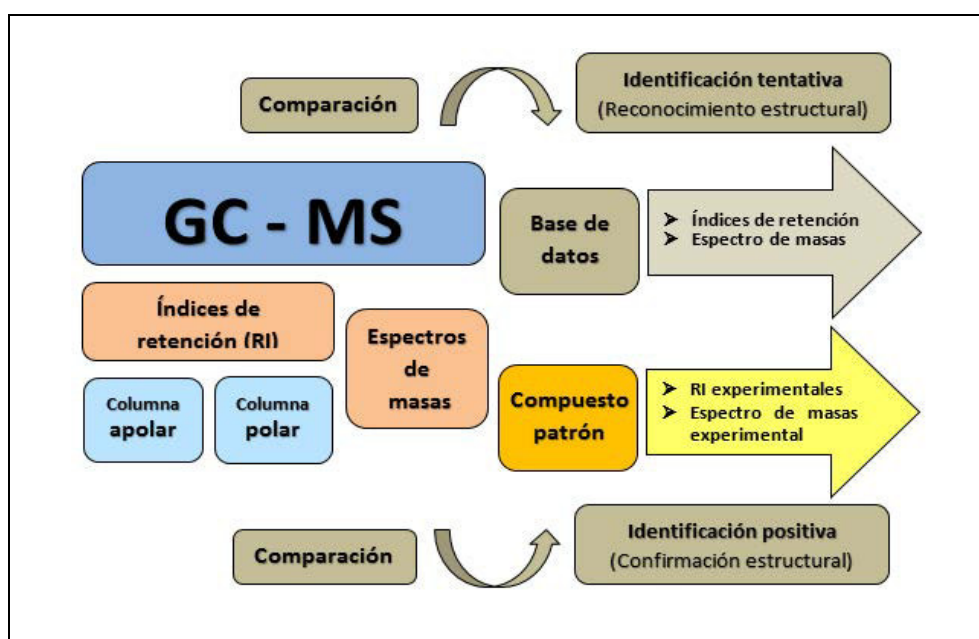 Comparación
Identificación tentativa
(Reconocimiento estructural)
GC - MS
Base de
datos
➤ Índices de retención
➤ Espectro de masas
Índices de
retención (RI)
Espectros
de
masas
Columna
apolar
Columna
polar
Compuesto
patrón
➤ RI experimentales
➤ Espectro de masas
experimental
Comparación
Identificación positiva
(Confirmación estructural)